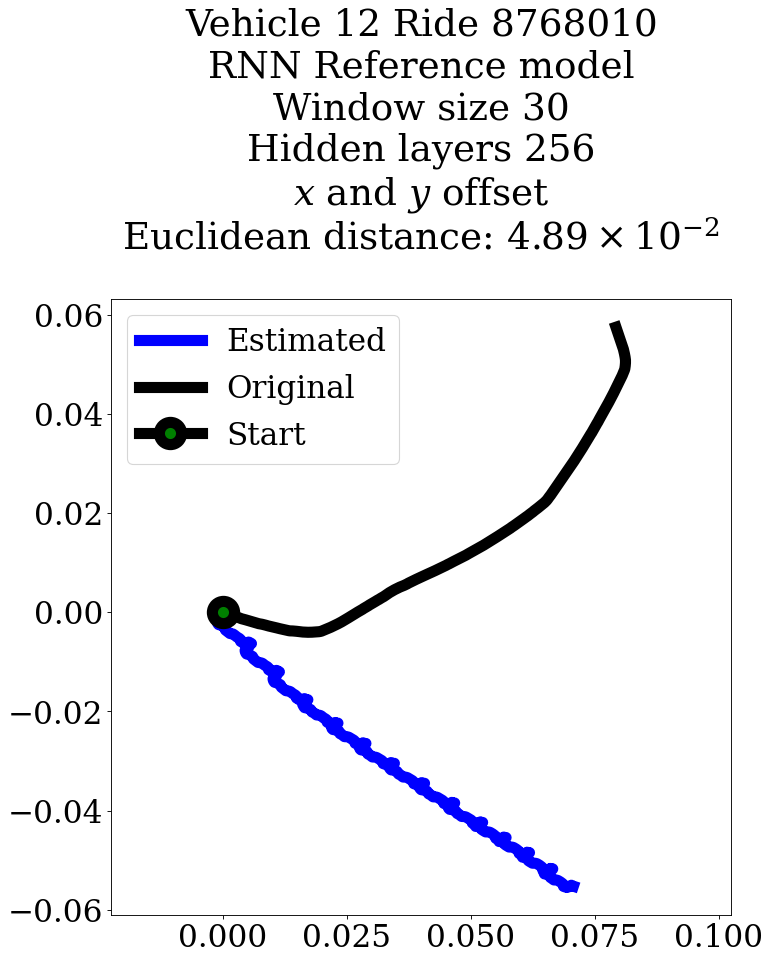 Vehicle 12 Ride 8768010
RNN Reference model
Window size 30
Hidden layers 256
x and y offset
Euclidean distance: 4.89 × 10⁻²
Estimated
Original
Start
0.06
0.04
0.02
0.00
−0.02
−0.04
−0.06
0.000 0.025 0.050 0.075 0.100